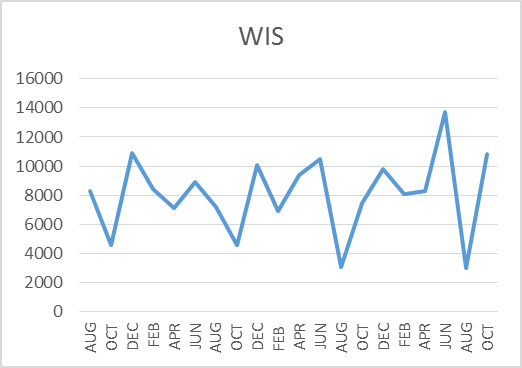 WIS
16000
14000
12000
10000
8000
6000
4000
2000
0
AUG
OCT
DEC
FEB
APR
JUN
AUG
OCT
DEC
FEB
APR
JUN
AUG
OCT
DEC
FEB
APR
JUN
AUG
OCT